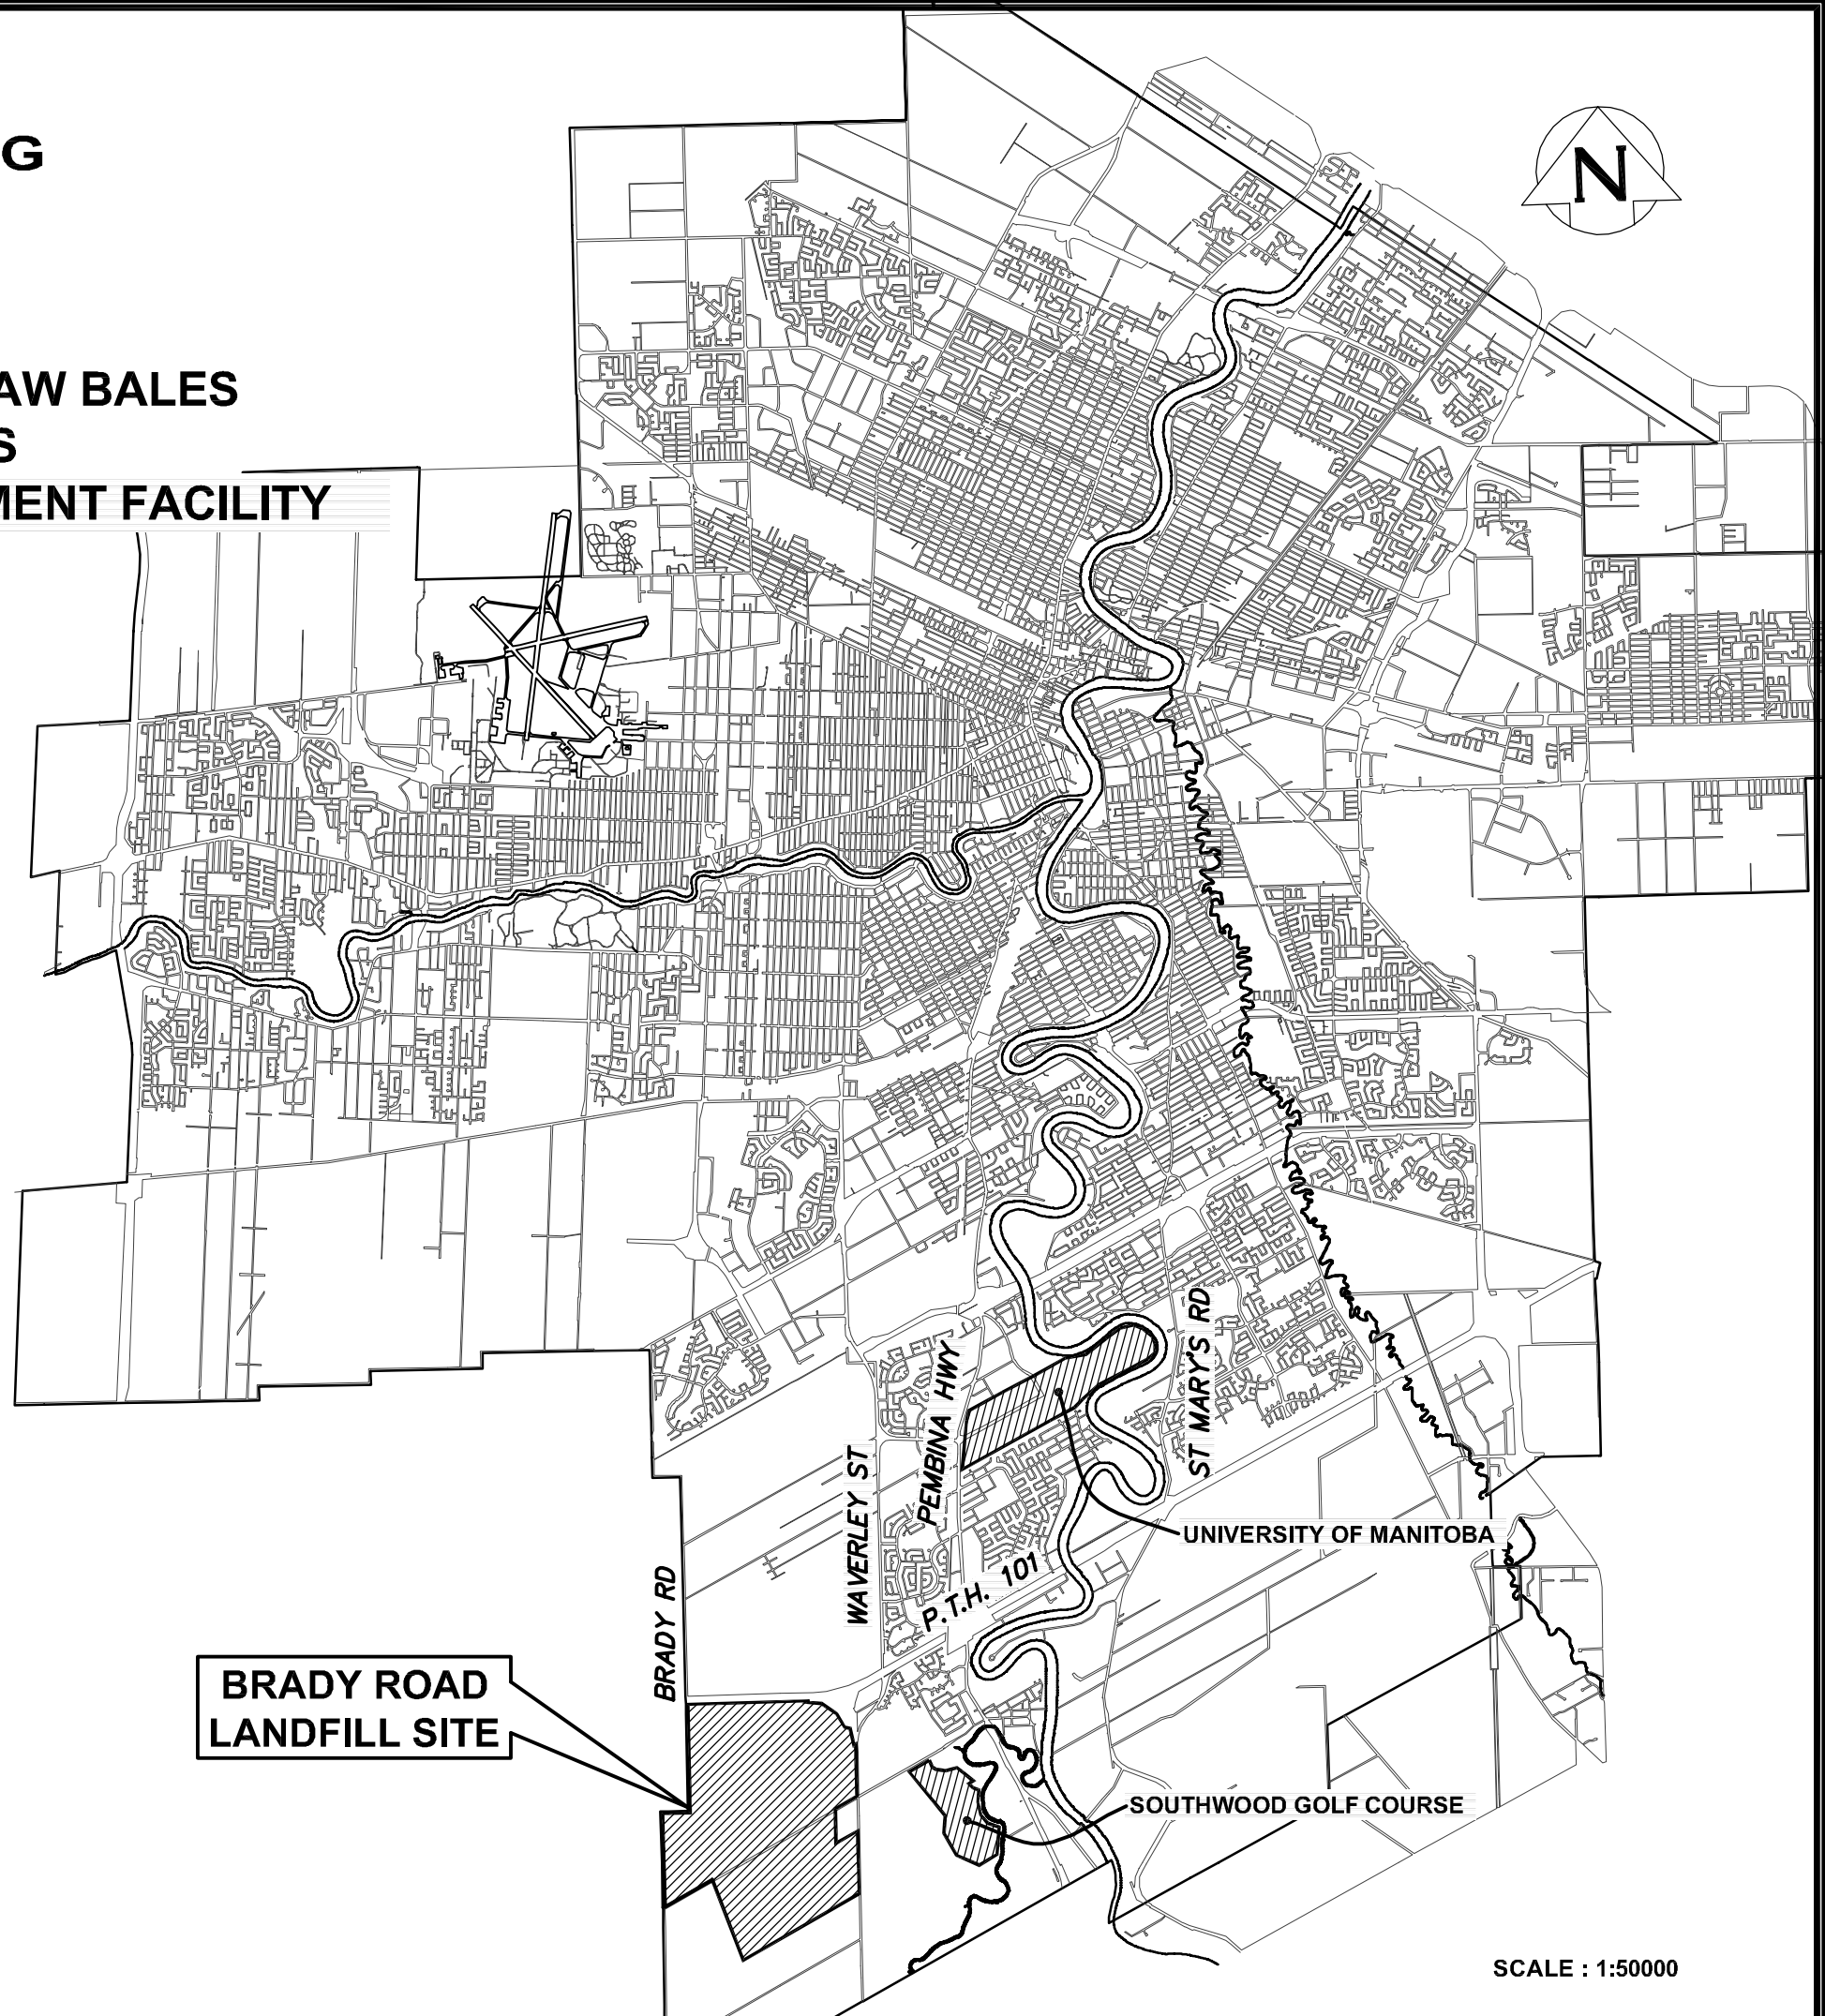 G
AW BALES
S
MENT FACILITY
N
ST MARY'S RD
PEMBINA HWY
WAVERLEY ST
UNIVERSITY OF MANITOBA
P.T.H. 101
BRADY RD
BRADY ROAD
LANDFILL SITE
SOUTHWOOD GOLF COURSE
SCALE : 1:50000